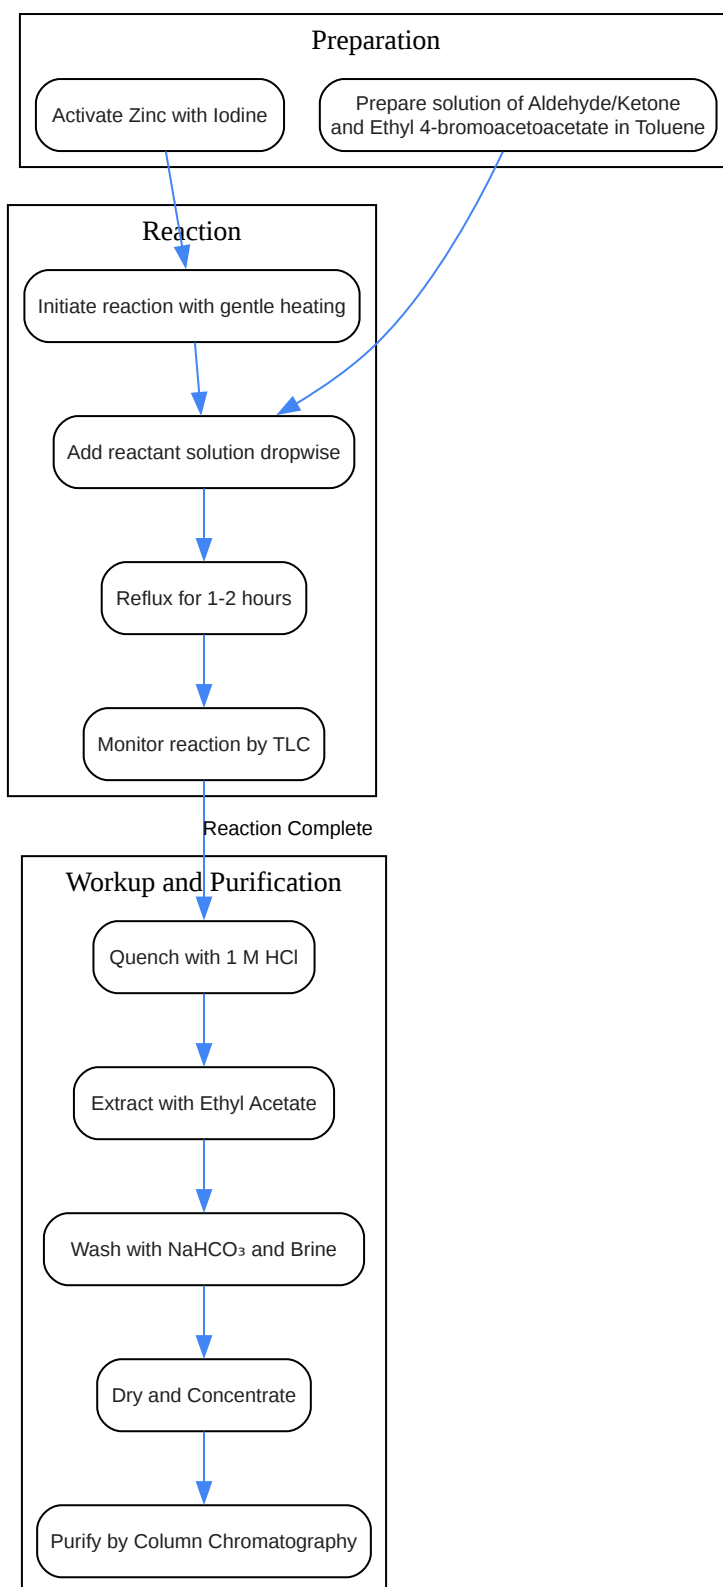 Preparation
Activate Zinc with Iodine
Prepare solution of Aldehyde/Ketone
and Ethyl 4-bromoacetoacetate in Toluene
Reaction
Initiate reaction with gentle heating
Add reactant solution dropwise
Reflux for 1-2 hours
Monitor reaction by TLC
Reaction Complete
Workup and Purification
Quench with 1 M HCl
Extract with Ethyl Acetate
Wash with NaHCO₃ and Brine
Dry and Concentrate
Purify by Column Chromatography